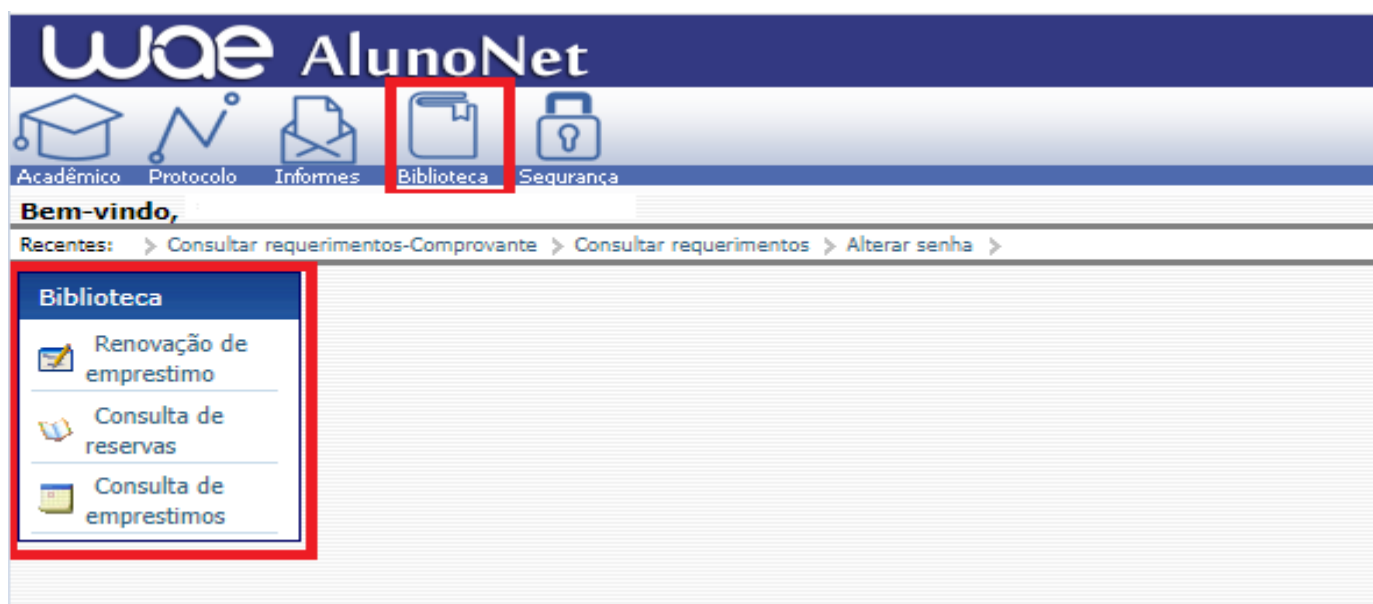 wae AlunoNet
Acadêmico Protocolo Informes Biblioteca Segurança
Bem-vindo,
Recentes: > Consultar requerimentos-Comprovante > Consultar requerimentos > Alterar senha >
Biblioteca
Renovação de
emprestimo
Consulta de
reservas
Consulta de
emprestimos